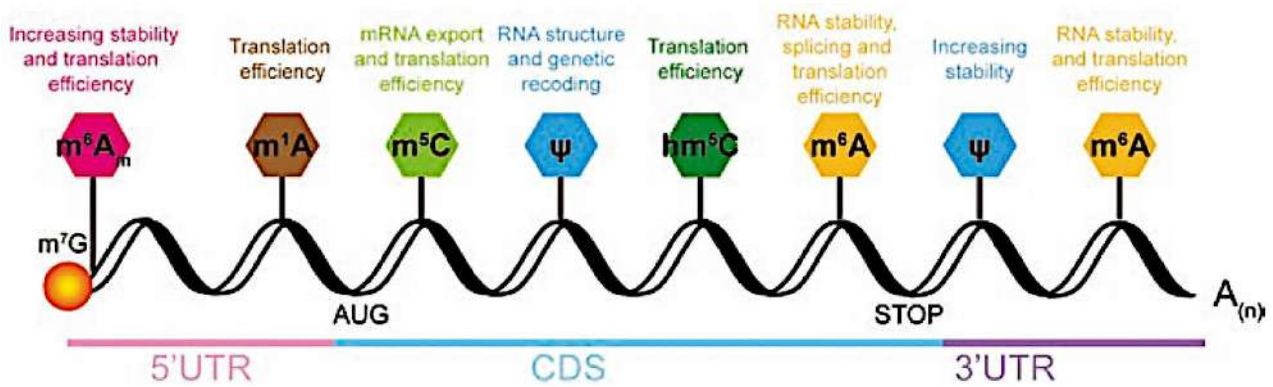 Increasing stability
and translation
efficiency
Translation
efficiency
mRNA export
and translation
efficiency
RNA structure
and genetic
recoding
Translation
efficiency
RNA stability,
splicing and
translation
efficiency
Increasing
stability
RNA stability,
and translation
efficiency
m⁶Aₘ
m¹A
m⁵C
ψ
hm⁵C
m⁶A
ψ
m⁶A
m⁷G
AUG
STOP
A(n)
5'UTR
CDS
3'UTR